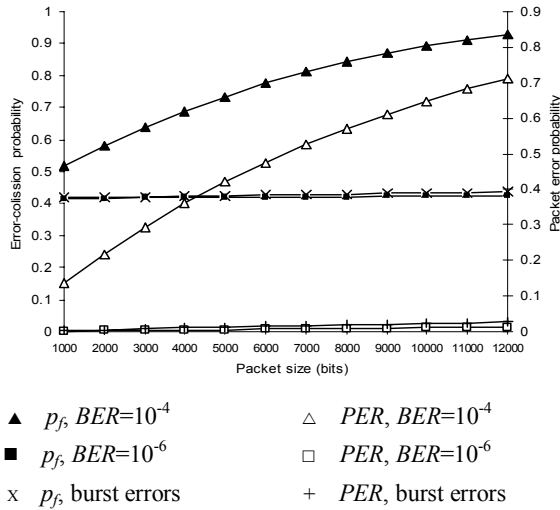 1
0.9
0.8
0.7
0.6
0.5
0.4
0.3
0.2
0.1
0
Error-colission probability
0.9
0.8
0.7
0.6
0.5
0.4
0.3
0.2
0.1
0
Packet error probability
1000 2000 3000 4000 5000 6000 7000 8000 9000 10000 11000 12000
Packet size (bits)
▲ p_f, BER=10^-4
△ PER, BER=10^-4
■ p_f, BER=10^-6
□ PER, BER=10^-6
x p_f, burst errors
+ PER, burst errors